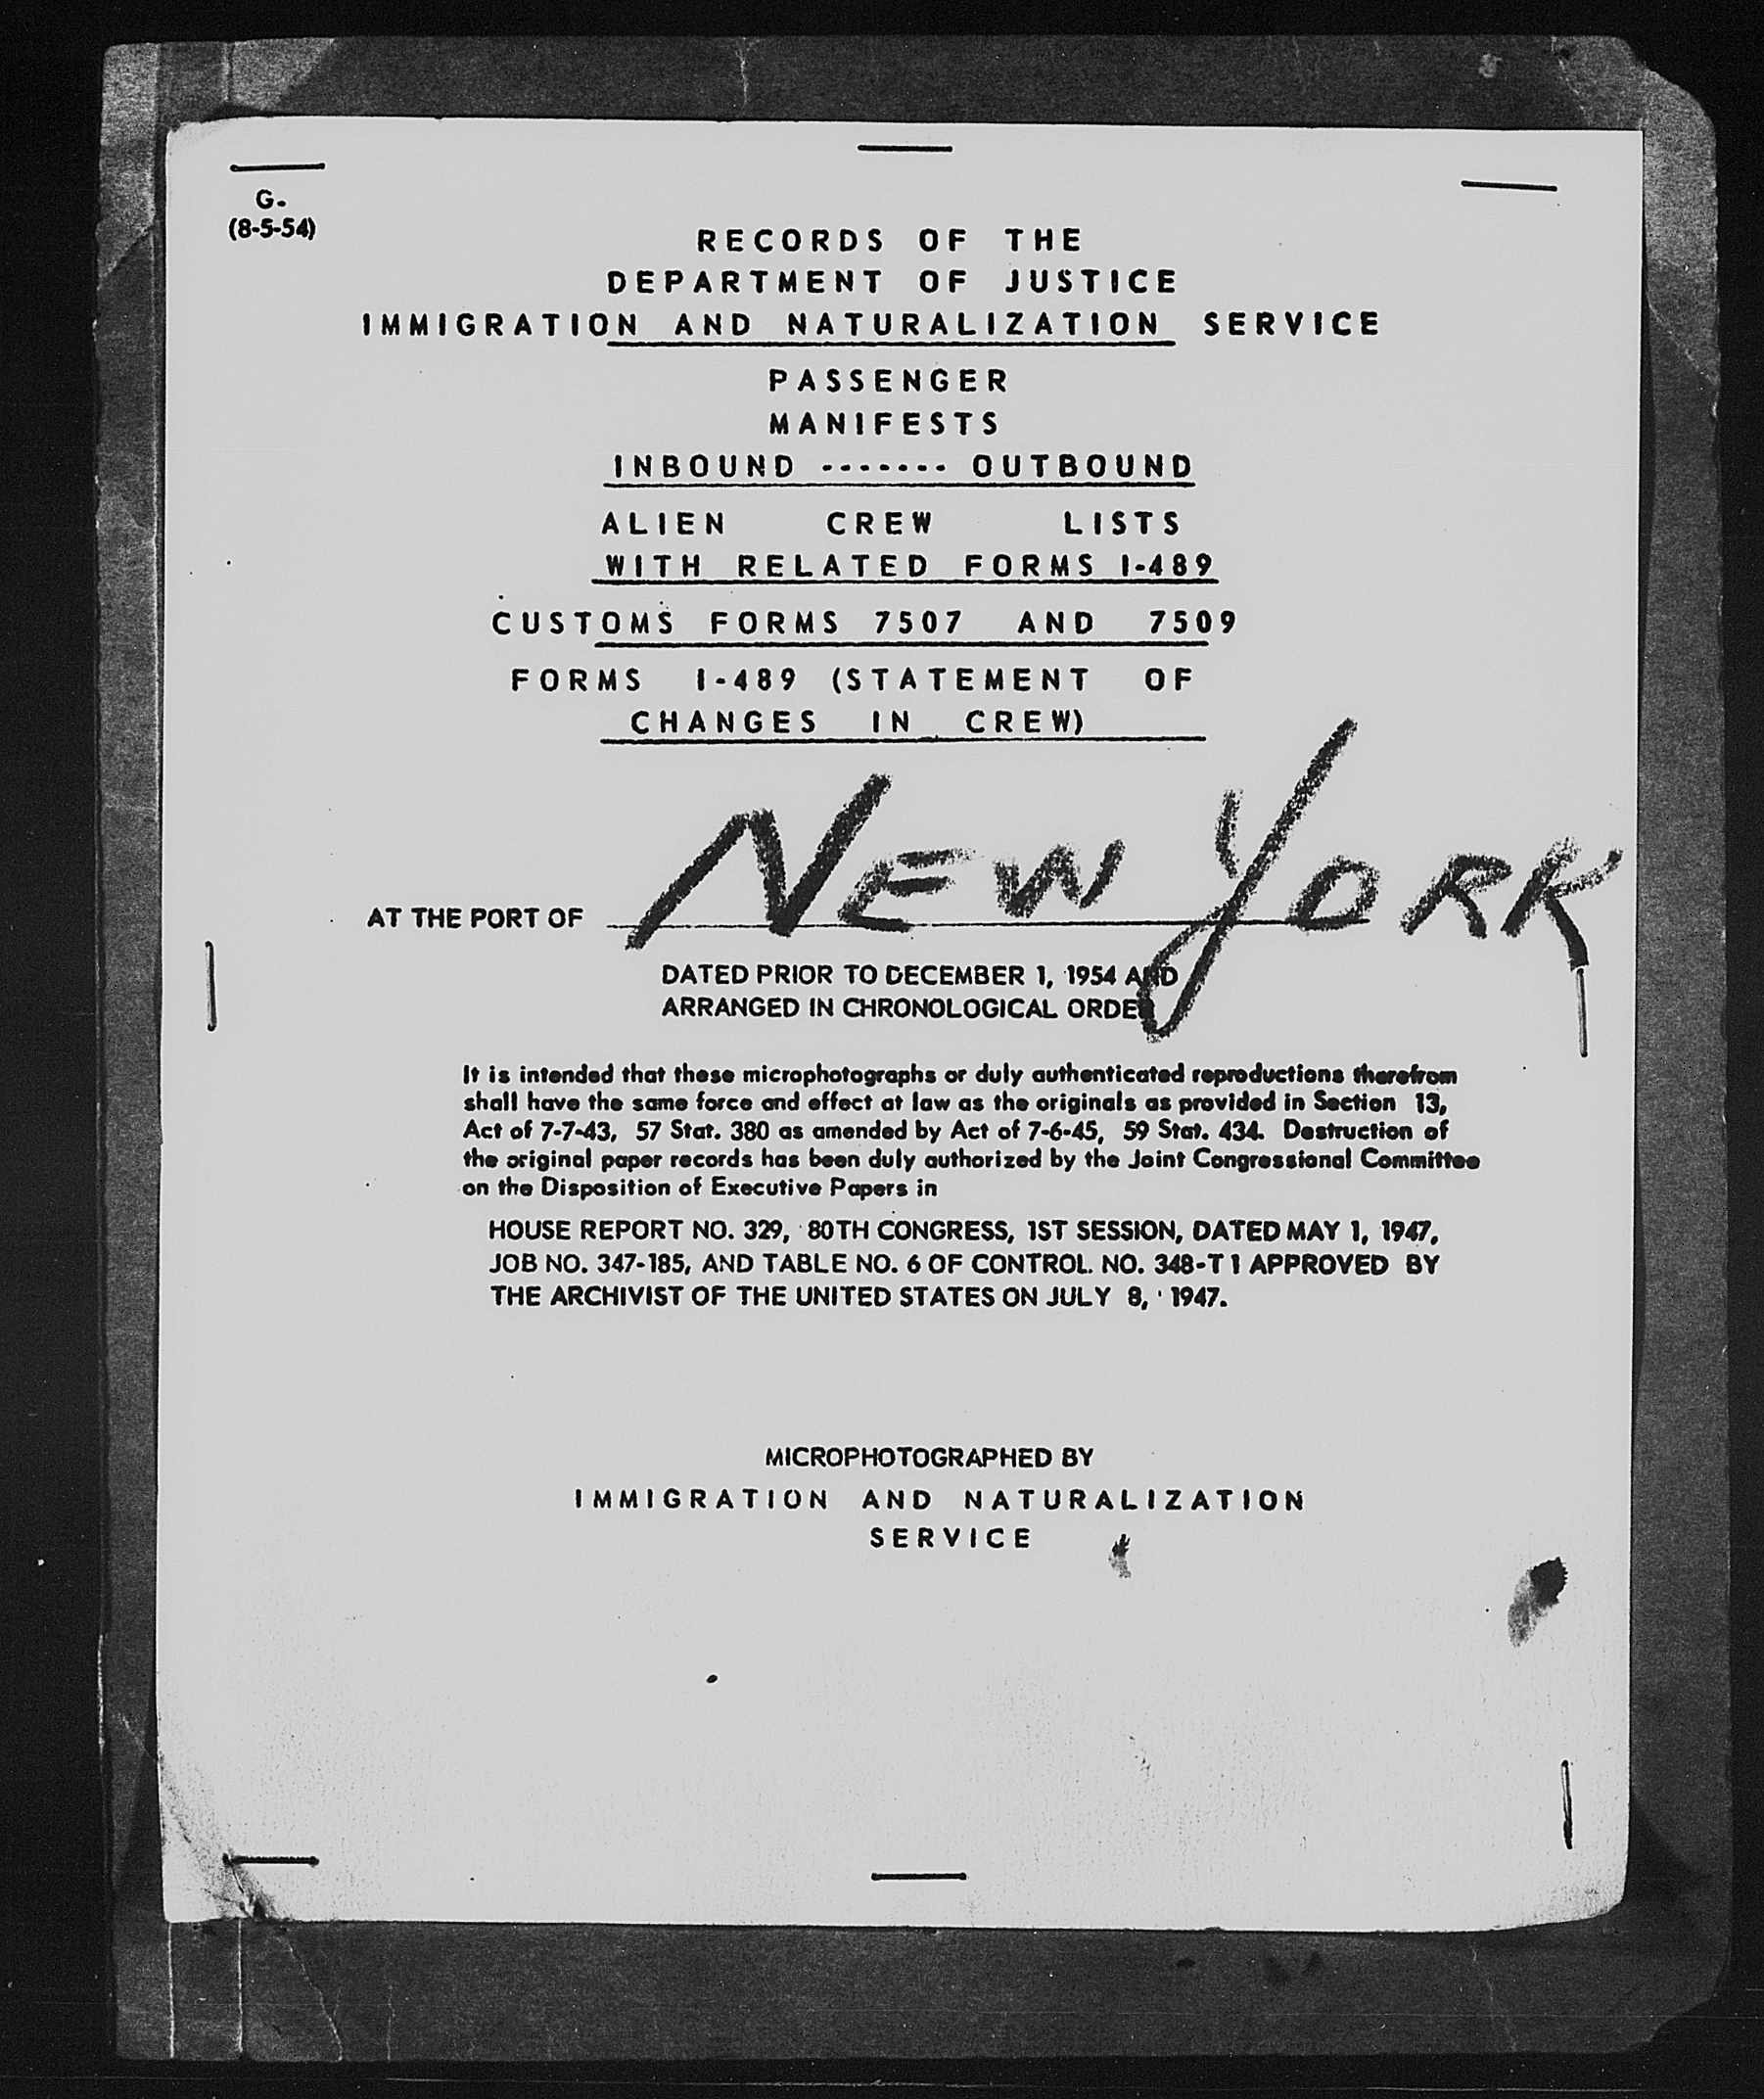 G.
(8-5-54)
RECORDS OF THE
DEPARTMENT OF JUSTICE
IMMIGRATION AND NATURALIZATION SERVICE
PASSENGER
MANIFESTS
INBOUND ------- OUTBOUND
ALIEN CREW LISTS
WITH RELATED FORMS I-489
CUSTOMS FORMS 7507 AND 7509
FORMS I-489 (STATEMENT OF
CHANGES IN CREW)
AT THE PORT OF NEW YORK
DATED PRIOR TO DECEMBER 1, 1954 AND
ARRANGED IN CHRONOLOGICAL ORDER
It is intended that these microphotographs or duly authenticated reproductions therefrom
shall have the same force and effect at law as the originals as provided in Section 13,
Act of 7-7-43, 57 Stat. 380 as amended by Act of 7-6-45, 59 Stat. 434. Destruction of
the original paper records has been duly authorized by the Joint Congressional Committee
on the Disposition of Executive Papers in
HOUSE REPORT NO. 329, 80TH CONGRESS, 1ST SESSION, DATED MAY 1, 1947,
JOB NO. 347-185, AND TABLE NO. 6 OF CONTROL NO. 348-T1 APPROVED BY
THE ARCHIVIST OF THE UNITED STATES ON JULY 8, 1947.
MICROPHOTOGRAPHED BY
IMMIGRATION AND NATURALIZATION
SERVICE